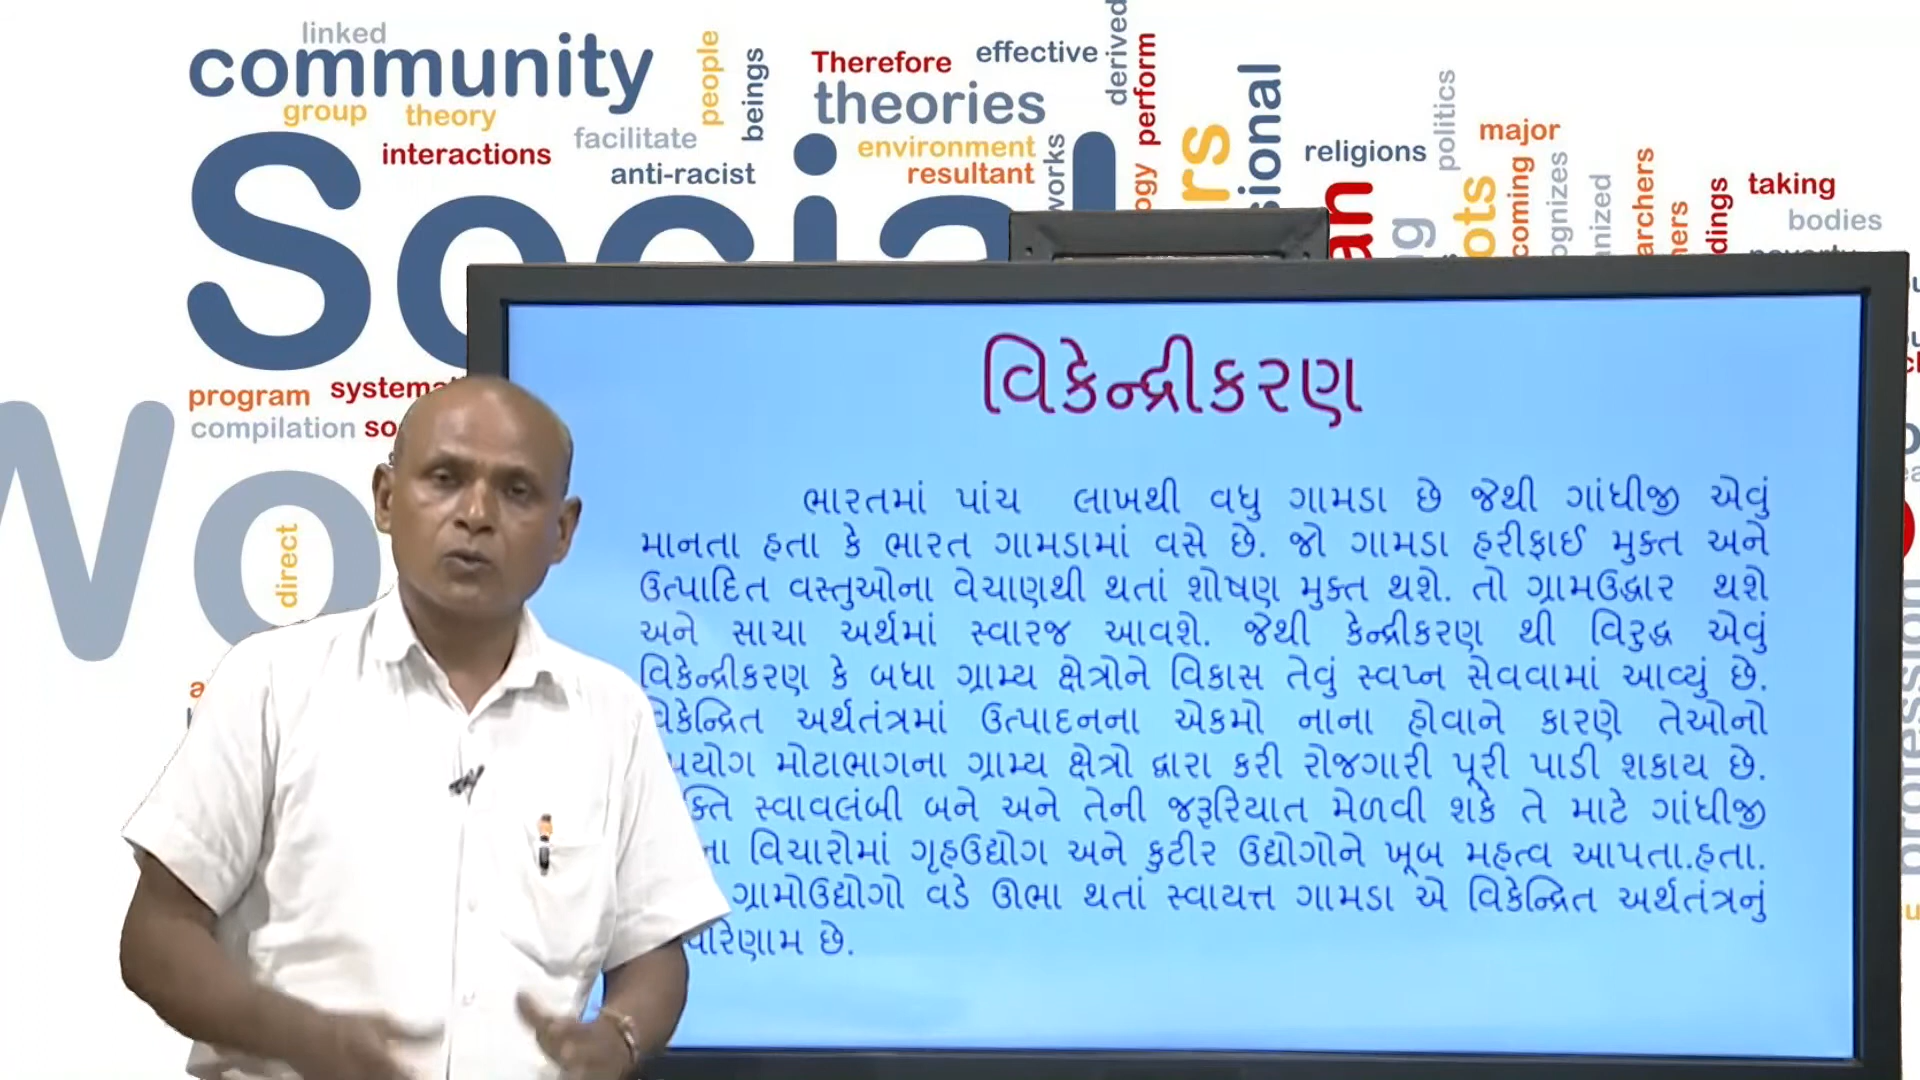 linked
community
people
beings
Therefore
effective
derived
perform
theories
group
theory
interactions
facilitate
anti-racist
environment
resultant
works
religions
politics
major
coming
taking
bodies
program
compilation
direct
વિકેન્દ્રીકરણ
ભારતમાં પાંચ લાખથી વધુ ગામડા છે જેથી ગાંધીજી એવું
માનતા હતા કે ભારત ગામડામાં વસે છે. જો ગામડા હરીફાઈ મુક્ત અને
ઉત્પાદિત વસ્તુઓના વેચાણથી થતાં શોષણ મુક્ત થશે. તો ગ્રામઉદ્ધાર થશે
અને સાચા અર્થમાં સ્વારજ આવશે. જેથી કેન્દ્રીકરણ થી વિરુદ્ધ એવું
વિકેન્દ્રીકરણ કે બધા ગ્રામ્ય ક્ષેત્રોને વિકાસ તેવું સ્વપ્ન સેવવામાં આવ્યું છે.
અર્થતંત્રમાં ઉત્પાદનના એકમો નાના હોવાને કારણે તેઓનો
મોટાભાગના ગ્રામ્ય ક્ષેત્રો દ્વારા કરી રોજગારી પૂરી પાડી શકાય છે.
સ્વાવલંબી બને અને તેની જરૂરિયાત મેળવી શકે તે માટે ગાંધીજી
વિચારોમાં ગૃહઉદ્યોગ અને કુટીર ઉદ્યોગોને ખૂબ મહત્વ આપતા.હતા.
ગ્રામોઉદ્યોગો વડે ઊભા થતાં સ્વાયત્ત ગામડા એ વિકેન્દ્રિત અર્થતંત્રનું
છે.